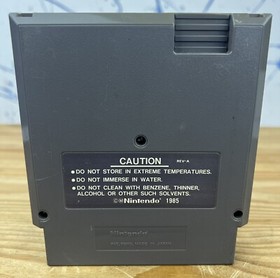 CAUTION REV-A
•DO NOT STORE IN EXTREME TEMPERATURES.
•DO NOT IMMERSE IN WATER.
•DO NOT CLEAN WITH BENZENE, THINNER,
ALCOHOL OR OTHER SUCH SOLVENTS.
©®Nintendo 1985
Nintendo